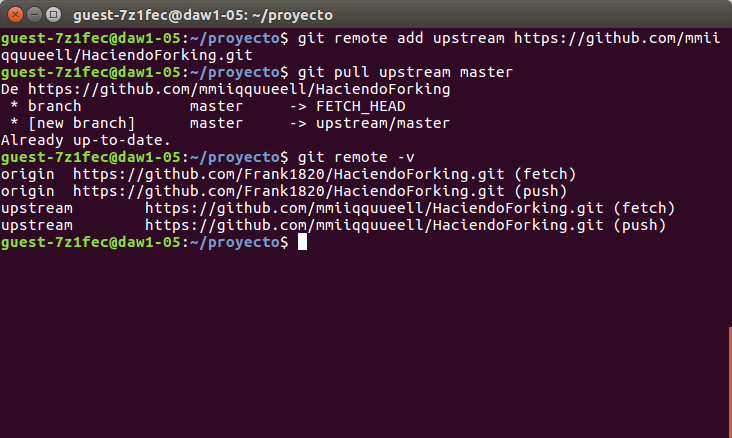 guest-7z1fec@daw1-05: ~/proyecto
guest-7z1fec@daw1-05:~/proyecto$ git remote add upstream https://github.com/mmii
qquueell/HaciendoForking.git
guest-7z1fec@daw1-05:~/proyecto$ git pull upstream master
De https://github.com/mmiiqquueell/HaciendoForking
 * branch            master     -> FETCH_HEAD
 * [new branch]      master     -> upstream/master
Already up-to-date.
guest-7z1fec@daw1-05:~/proyecto$ git remote -v
origin  https://github.com/Frank1820/HaciendoForking.git (fetch)
origin  https://github.com/Frank1820/HaciendoForking.git (push)
upstream        https://github.com/mmiiqquueell/HaciendoForking.git (fetch)
upstream        https://github.com/mmiiqquueell/HaciendoForking.git (push)
guest-7z1fec@daw1-05:~/proyecto$